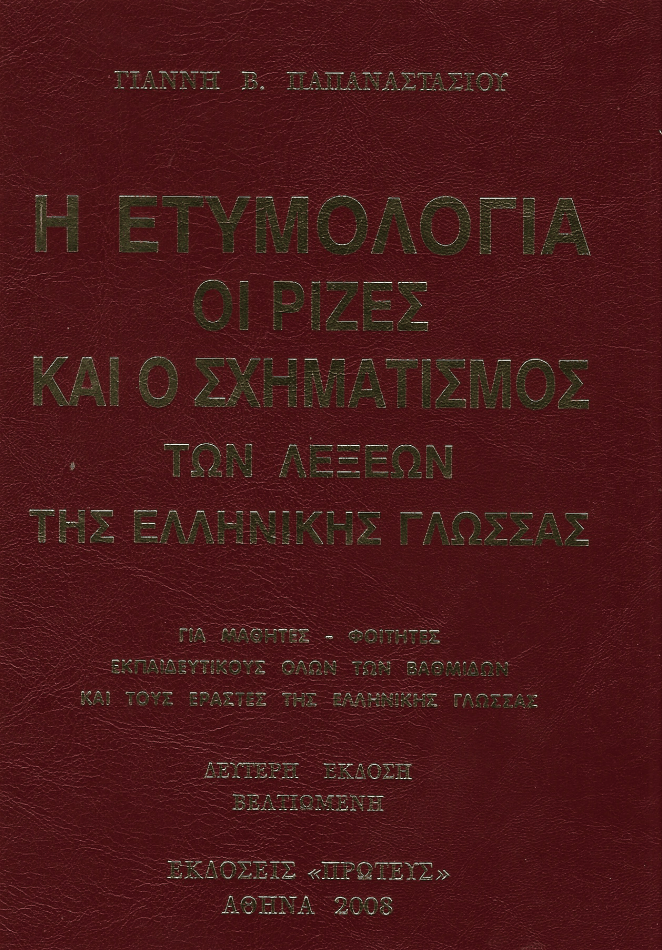 ΓΙΑΝΝΗ Β. ΠΑΠΑΝΑΣΤΑΣΙΟΥ
Η ΕΤΥΜΟΛΟΓΙΑ
ΟΙ ΡΙΖΕΣ
ΚΑΙ Ο ΣΧΗΜΑΤΙΣΜΟΣ
ΤΩΝ ΛΕΞΕΩΝ
ΤΗΣ ΕΛΛΗΝΙΚΗΣ ΓΛΩΣΣΑΣ
ΓΙΑ ΜΑΘΗΤΕΣ - ΦΟΙΤΗΤΕΣ
ΕΚΠΑΙΔΕΥΤΙΚΟΥΣ ΟΛΩΝ ΤΩΝ ΒΑΘΜΙΔΩΝ
ΚΑΙ ΤΟΥΣ ΕΡΑΣΤΕΣ ΤΗΣ ΕΛΛΗΝΙΚΗΣ ΓΛΩΣΣΑΣ
ΔΕΥΤΕΡΗ ΕΚΔΟΣΗ
ΒΕΛΤΙΩΜΕΝΗ
ΕΚΔΟΣΕΙΣ «ΠΡΩΤΕΥΣ»
ΑΘΗΝΑ 2008